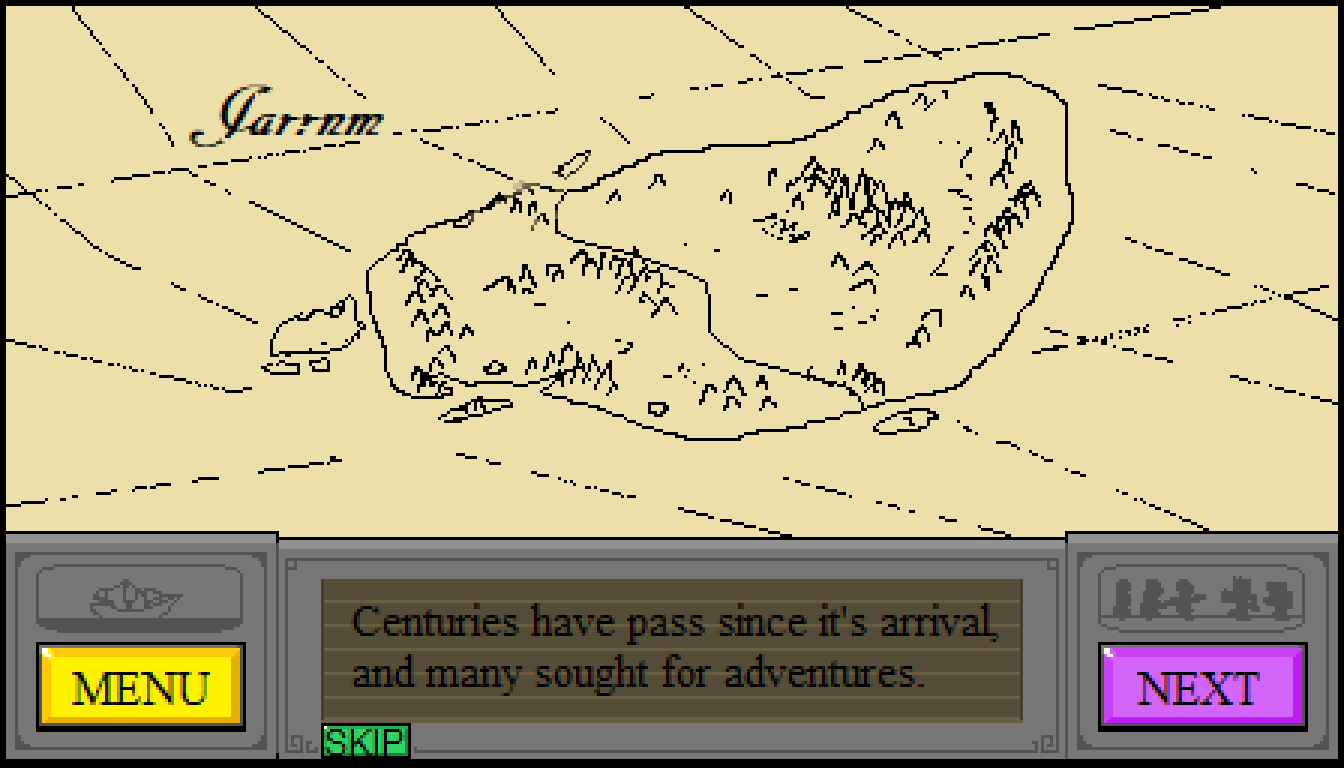 Jarrnm
Centuries have pass since it's arrival,
and many sought for adventures.
MENU
NEXT
SKIP